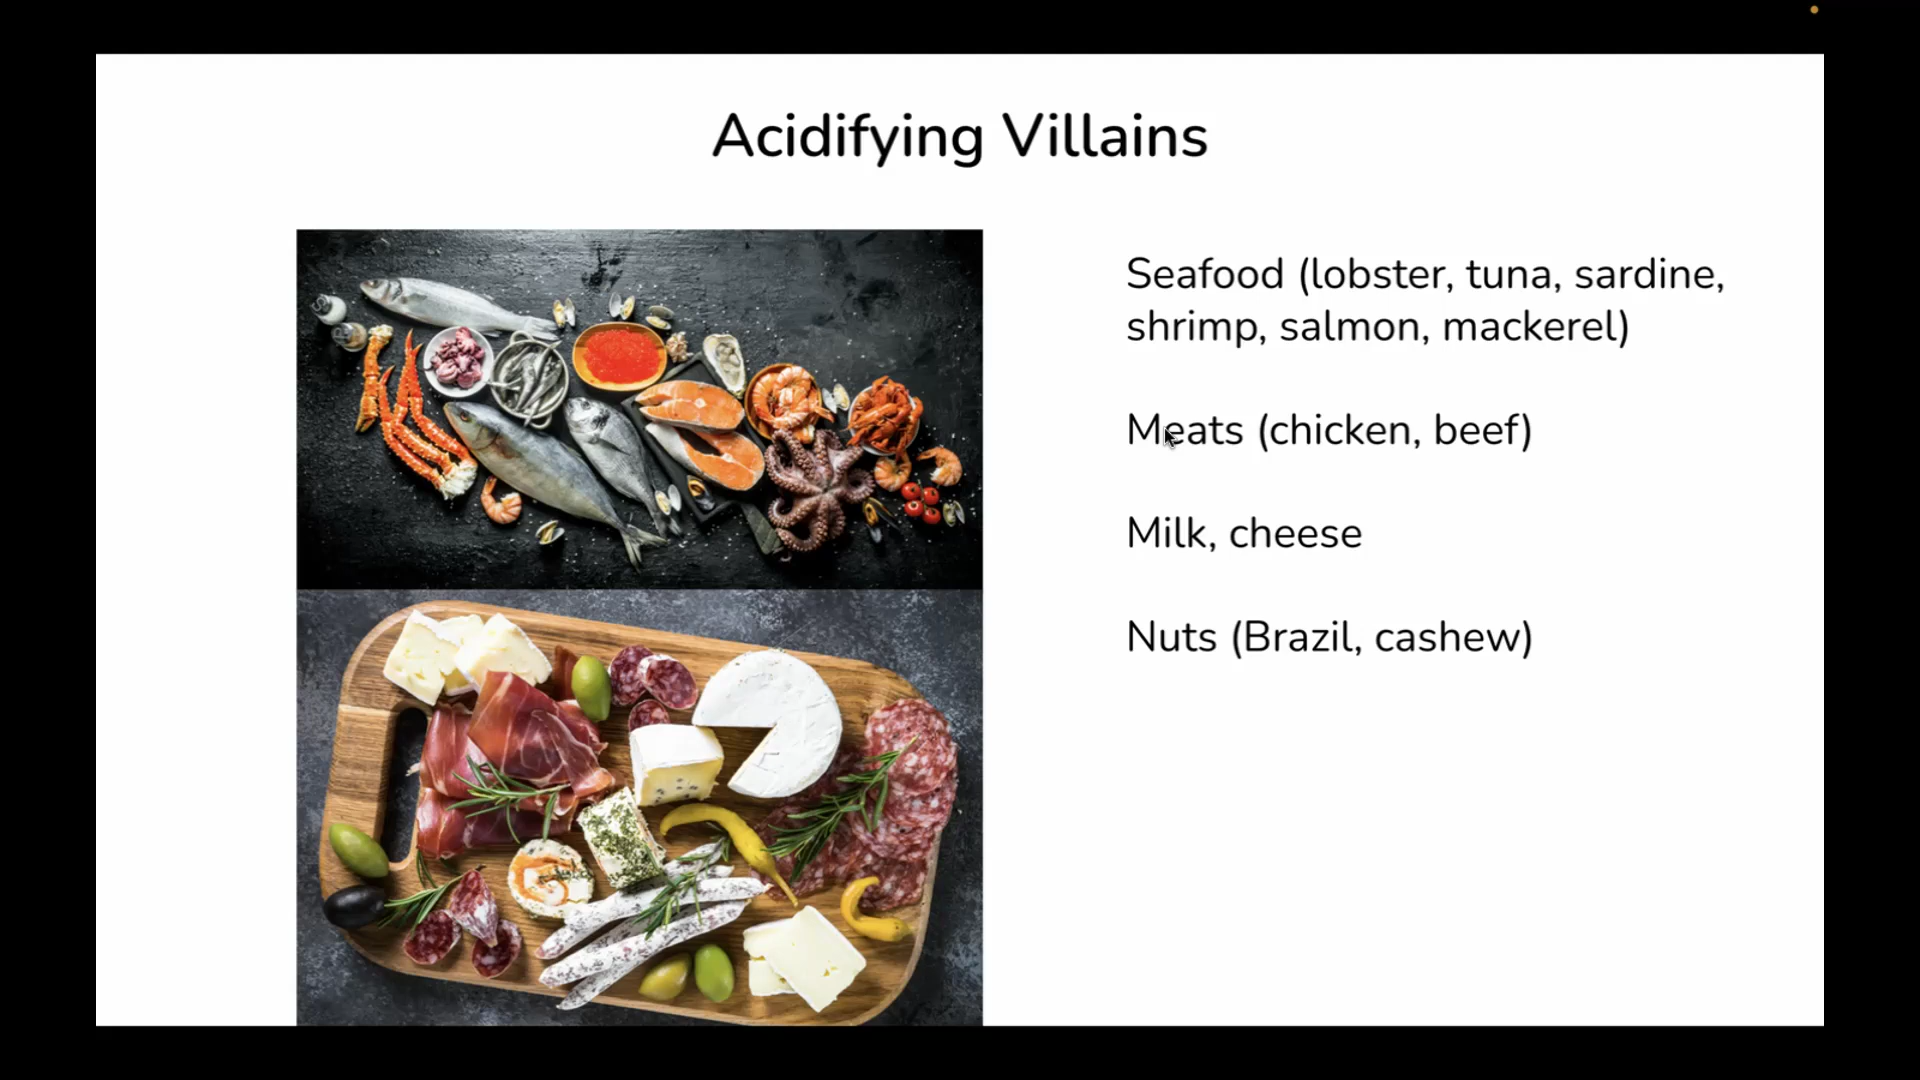 Acidifying Villains
Seafood (lobster, tuna, sardine,
shrimp, salmon, mackerel)
Meats (chicken, beef)
Milk, cheese
Nuts (Brazil, cashew)